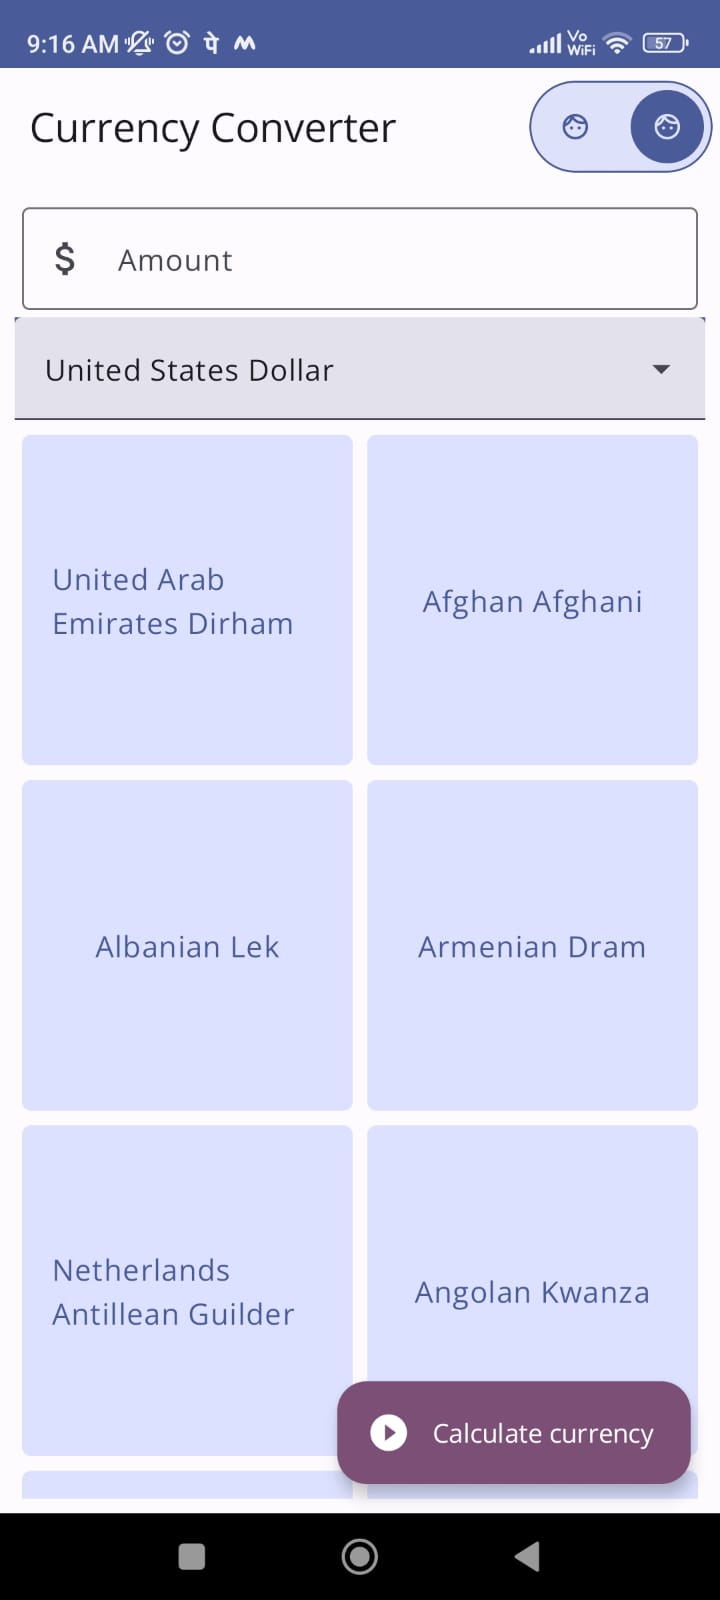 9:16 AM पे Vo WiFi 57
Currency Converter
$ Amount
United States Dollar
United Arab
Emirates Dirham
Afghan Afghani
Albanian Lek
Armenian Dram
Netherlands
Antillean Guilder
Angolan Kwanza
Calculate currency